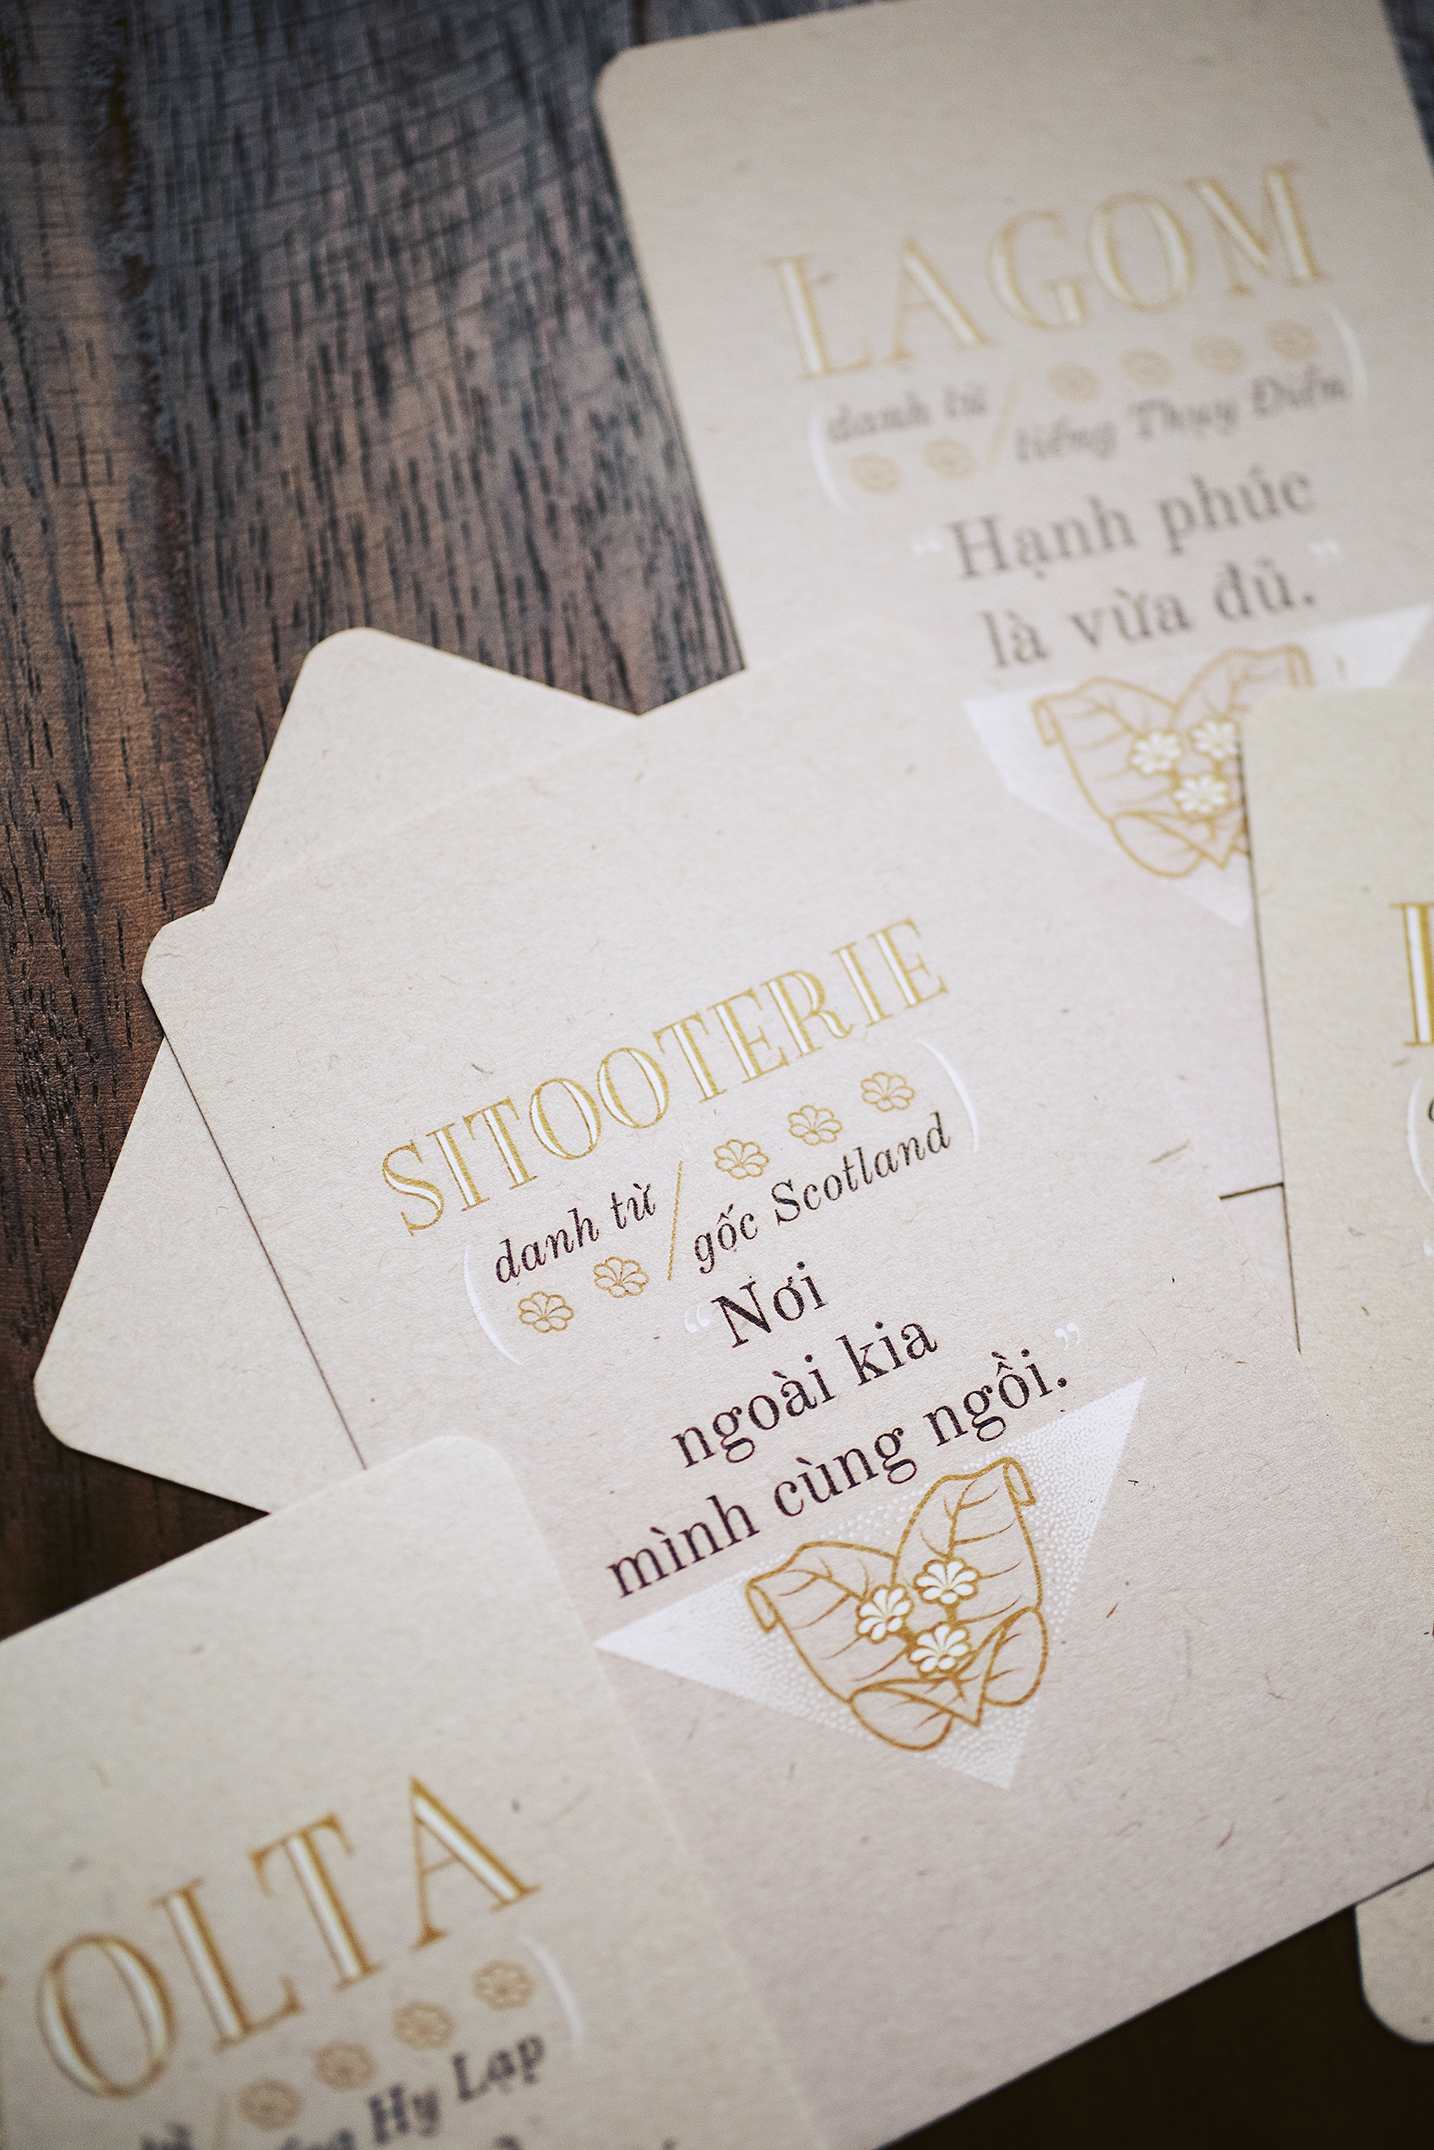 LAGOM
(danh từ / tiếng Thụy Điển)
“Hạnh phúc
là vừa đủ.”
SITOOTERIE
(danh từ / gốc Scotland)
“Nơi
ngoài kia
mình cùng ngồi.”
OLTA
Hy Lạp)